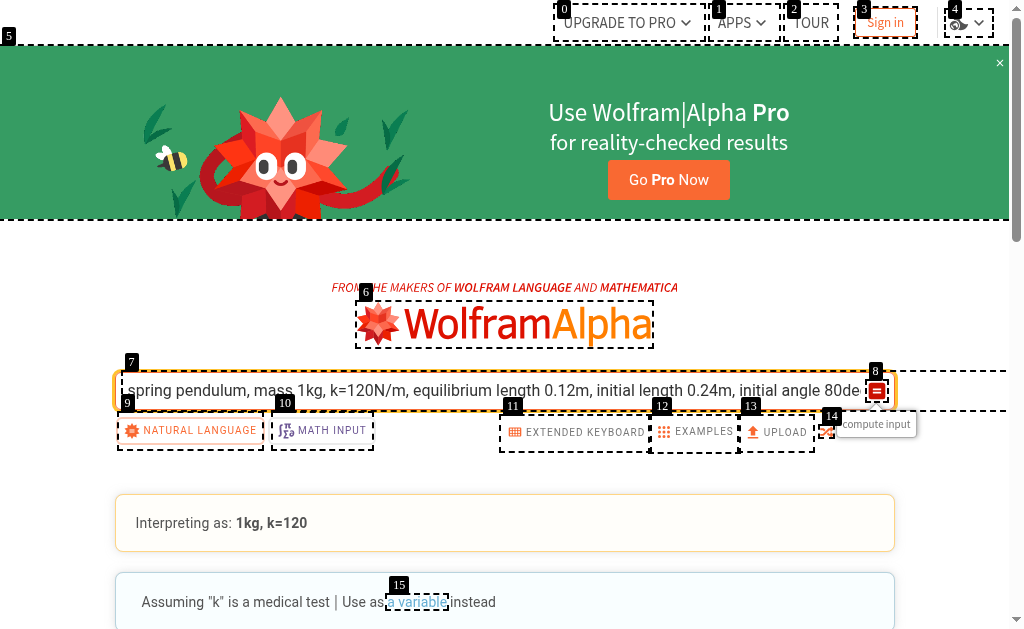 UPGRADE TO PRO
APPS
TOUR
Sign in
0
1
2
3
4
5
×
Use Wolfram|Alpha Pro
for reality-checked results
Go Pro Now
FROM THE MAKERS OF WOLFRAM LANGUAGE AND MATHEMATICA
6
WolframAlpha
7
8
spring pendulum, mass 1kg, k=120N/m, equilibrium length 0.12m, initial length 0.24m, initial angle 80de
=
9
10
11
12
13
14
NATURAL LANGUAGE
MATH INPUT
EXTENDED KEYBOARD
EXAMPLES
UPLOAD
compute input
Interpreting as: 1kg, k=120
15
Assuming "k" is a medical test | Use as a variable instead